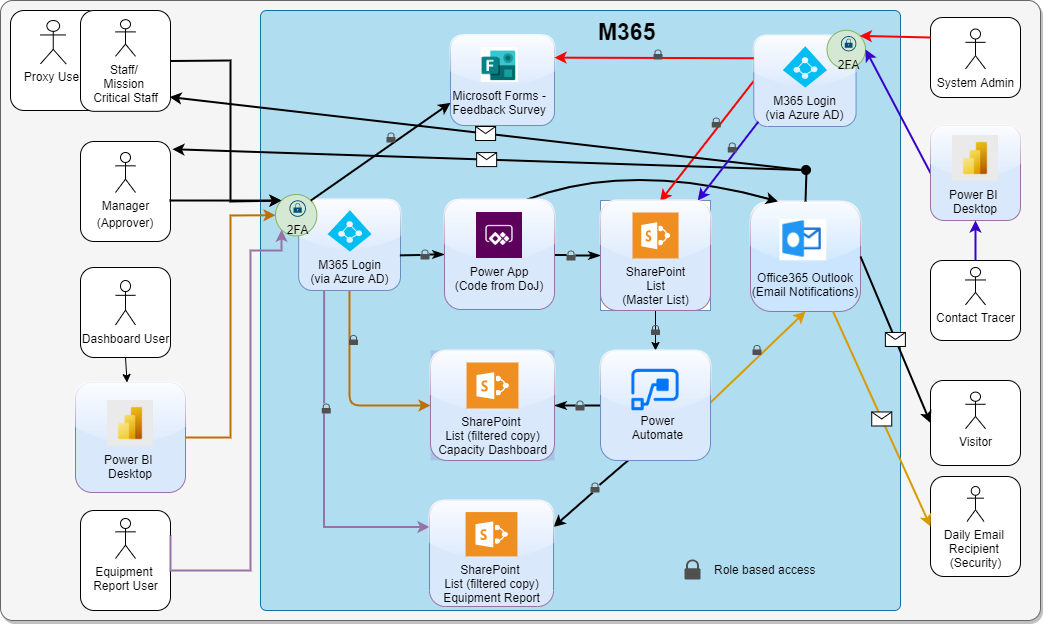 M365
Proxy Use
Staff/
Mission
Critical Staff
Microsoft Forms -
Feedback Survey
2FA
M365 Login
(via Azure AD)
System Admin
Manager
(Approver)
Power BI
Desktop
2FA
M365 Login
(via Azure AD)
Power App
(Code from DoJ)
S
SharePoint
List
(Master List)
Office365 Outlook
(Email Notifications)
Contact Tracer
Dashboard User
S
SharePoint
List (filtered copy)
Capacity Dashboard
Power
Automate
Visitor
Power BI
Desktop
Equipment
Report User
S
SharePoint
List (filtered copy)
Equipment Report
Role based access
Daily Email
Recipient
(Security)